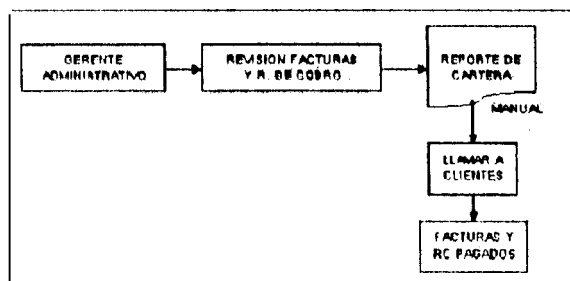 GERENTE
ADMINISTRATIVO
REVISION FACTURAS
Y R. DE COBRO
REPORTE DE
CARTERA
MANUAL
LLAMAR A
CLIENTES
FACTURAS Y
RC PAGADOS